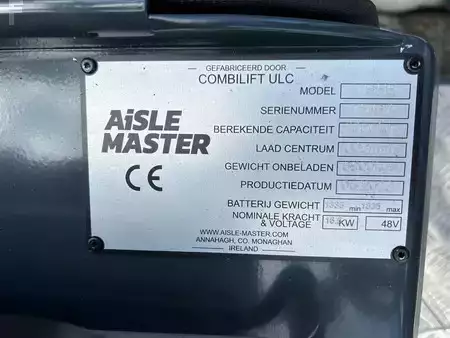 F
GEFABRICEERD DOOR
COMBILIFT ULC
AiSLE
MASTER
CE
MODEL
SERIENUMMER
BEREKENDE CAPACITEIT
LAAD CENTRUM
GEWICHT ONBELADEN
PRODUCTIEDATUM
BATTERIJ GEWICHT min max
NOMINALE KRACHT
& VOLTAGE KW 48V
WWW.AISLE-MASTER.COM
ANNAHAGH, CO. MONAGHAN
IRELAND